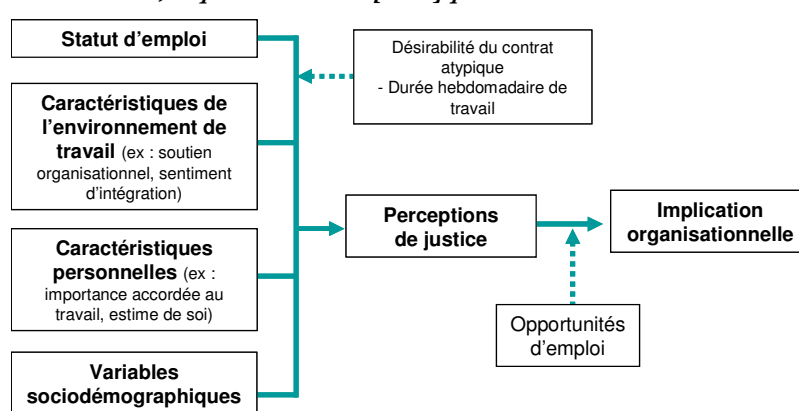 Statut d'emploi
Désirabilité du contrat
atypique
- Durée hebdomadaire de
travail
Caractéristiques de
l'environnement de
travail (ex : soutien
organisationnel, sentiment
d'intégration)
Perceptions
de justice
Implication
organisationnelle
Caractéristiques
personnelles (ex :
importance accordée au
travail, estime de soi)
Opportunités
d'emploi
Variables
sociodémographiques